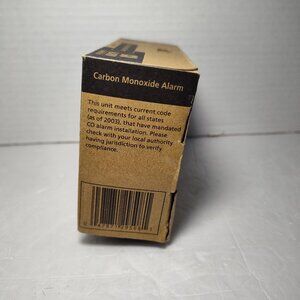 Carbon Monoxide Alarm
This unit meets current code
requirements for all states
(as of 2003), that have mandated
CO alarm installation. Please
check with your local authority
having jurisdiction to verify
compliance.